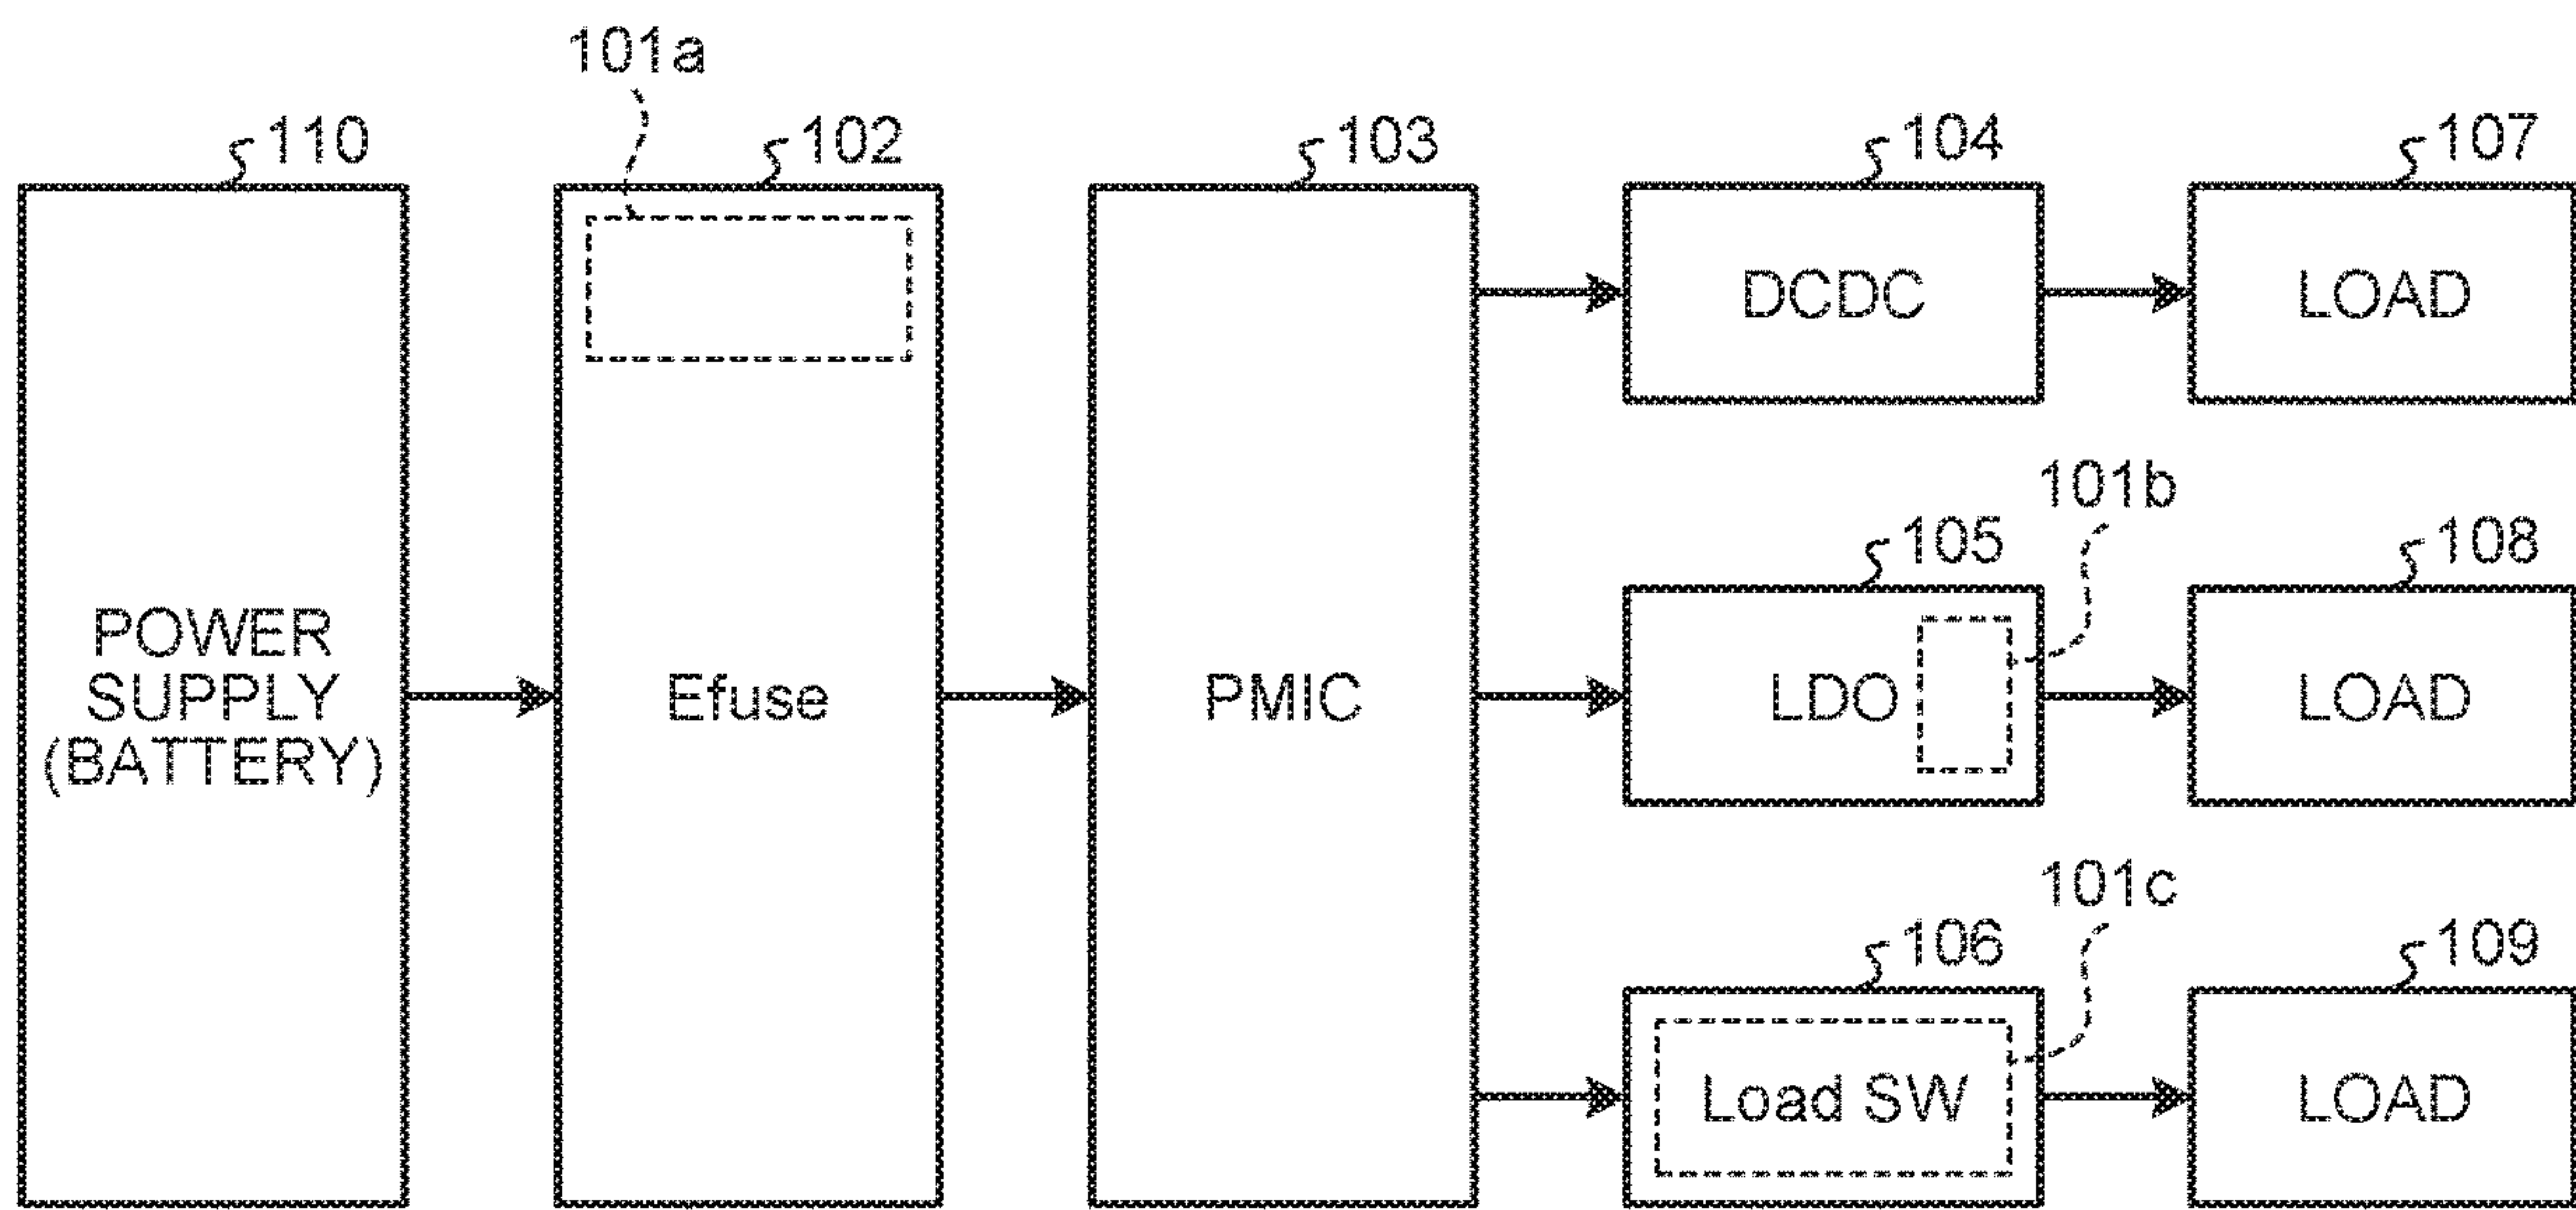 101a
110
102
103
104
107
DCDC
LOAD
101b
105
108
POWER
SUPPLY
(BATTERY)
Efuse
PMIC
LDO
LOAD
101c
106
109
Load SW
LOAD